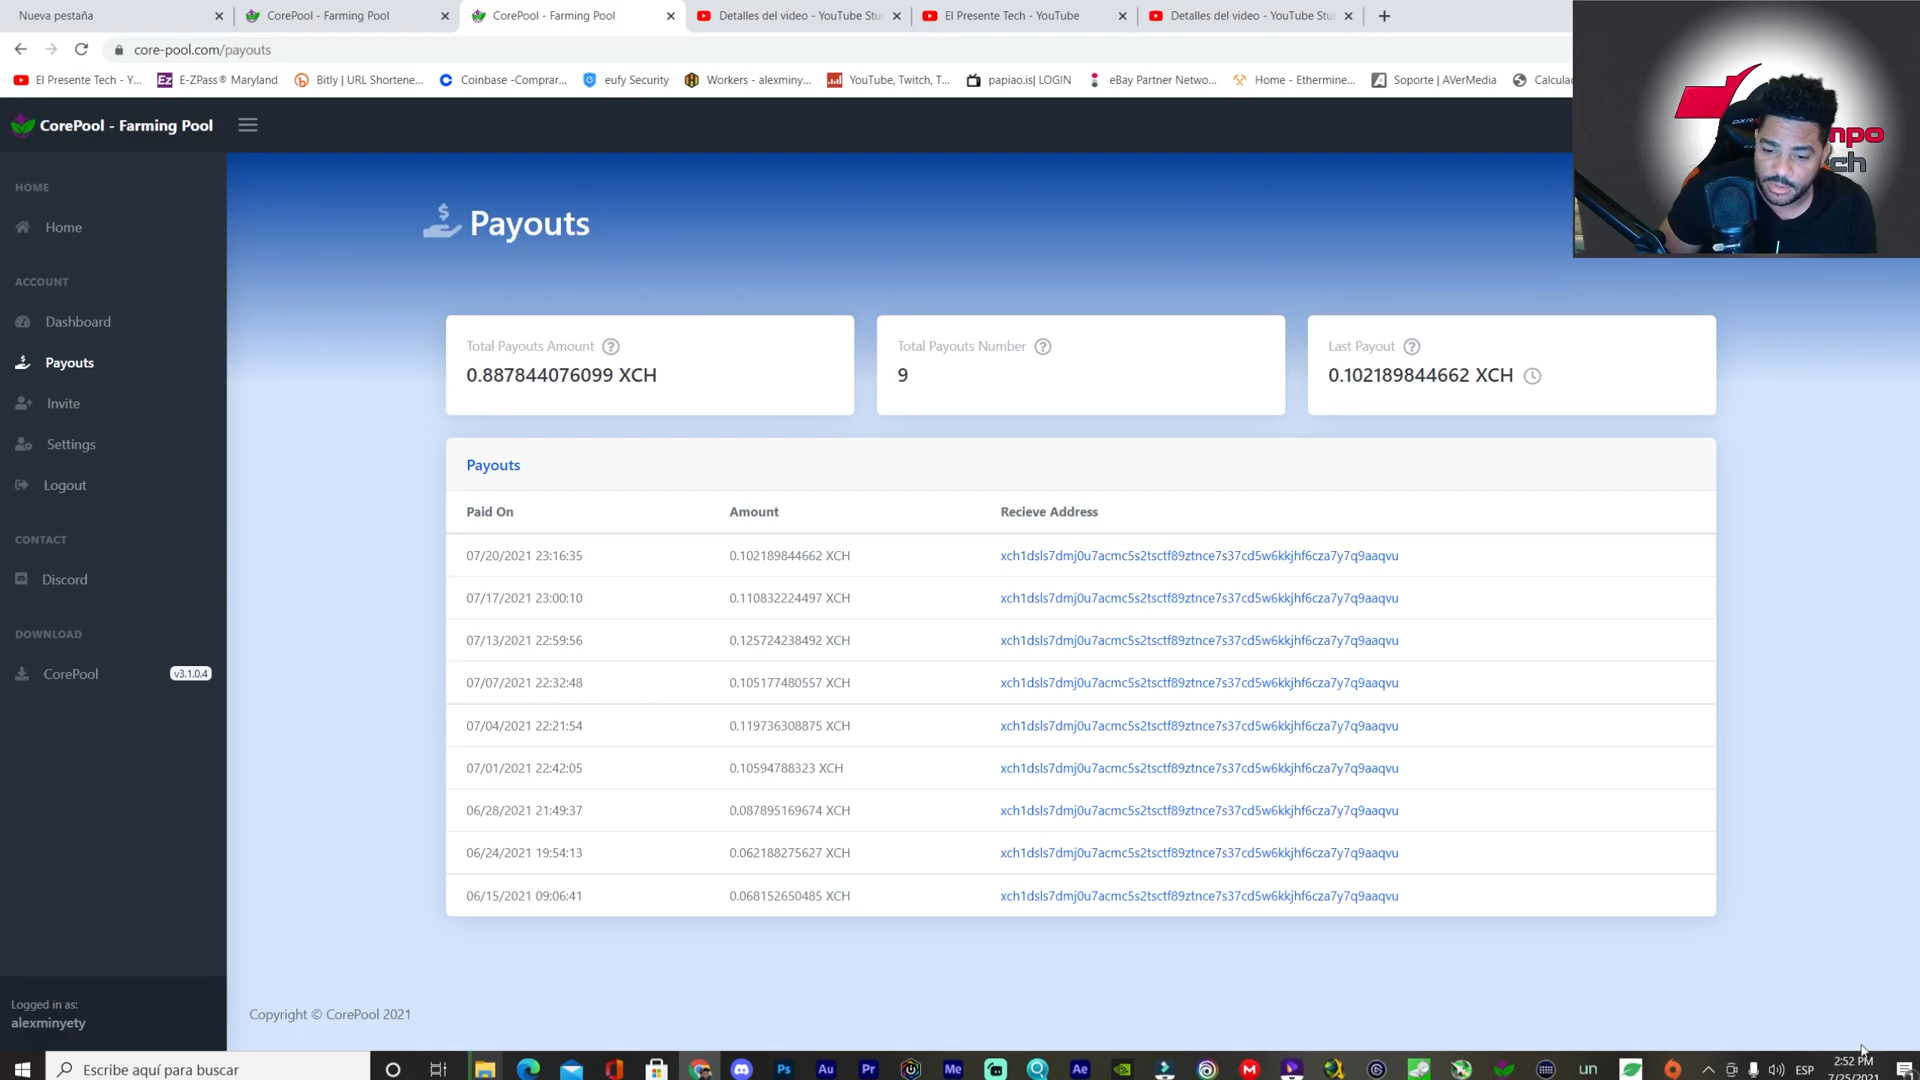 Nueva pestaña
CorePool - Farming Pool
CorePool - Farming Pool
Detalles del video - YouTube Stu
El Presente Tech - YouTube
Detalles del video - YouTube Stu
core-pool.com/payouts
El Presente Tech - Y...
E-ZPass® Maryland
Bitly | URL Shortene...
Coinbase -Comprar...
eufy Security
Workers - alexminy...
YouTube, Twitch, T...
papiao.is| LOGIN
eBay Partner Netwo...
Home - Ethermine...
Soporte | AVerMedia
Calcula
CorePool - Farming Pool
HOME
Home
ACCOUNT
Dashboard
Payouts
Invite
Settings
Logout
CONTACT
Discord
DOWNLOAD
CorePool v3.1.0.4
Logged in as:
alexminyety
Payouts
Total Payouts Amount
0.887844076099 XCH
Total Payouts Number
9
Last Payout
0.102189844662 XCH
Payouts
Paid On Amount Recieve Address
07/20/2021 23:16:35 0.102189844662 XCH xch1dsls7dmj0u7acmc5s2tsctf89ztnce7s37cd5w6kkjhf6cza7y7q9aaqvu
07/17/2021 23:00:10 0.110832224497 XCH xch1dsls7dmj0u7acmc5s2tsctf89ztnce7s37cd5w6kkjhf6cza7y7q9aaqvu
07/13/2021 22:59:56 0.125724238492 XCH xch1dsls7dmj0u7acmc5s2tsctf89ztnce7s37cd5w6kkjhf6cza7y7q9aaqvu
07/07/2021 22:32:48 0.105177480557 XCH xch1dsls7dmj0u7acmc5s2tsctf89ztnce7s37cd5w6kkjhf6cza7y7q9aaqvu
07/04/2021 22:21:54 0.119736308875 XCH xch1dsls7dmj0u7acmc5s2tsctf89ztnce7s37cd5w6kkjhf6cza7y7q9aaqvu
07/01/2021 22:42:05 0.10594788323 XCH xch1dsls7dmj0u7acmc5s2tsctf89ztnce7s37cd5w6kkjhf6cza7y7q9aaqvu
06/28/2021 21:49:37 0.087895169674 XCH xch1dsls7dmj0u7acmc5s2tsctf89ztnce7s37cd5w6kkjhf6cza7y7q9aaqvu
06/24/2021 19:54:13 0.062188275627 XCH xch1dsls7dmj0u7acmc5s2tsctf89ztnce7s37cd5w6kkjhf6cza7y7q9aaqvu
06/15/2021 09:06:41 0.068152650485 XCH xch1dsls7dmj0u7acmc5s2tsctf89ztnce7s37cd5w6kkjhf6cza7y7q9aaqvu
Copyright © CorePool 2021
Escribe aquí para buscar
Ps
Au
Pr
Me
Ae
un
ESP
2:52 PM
7/25/2021